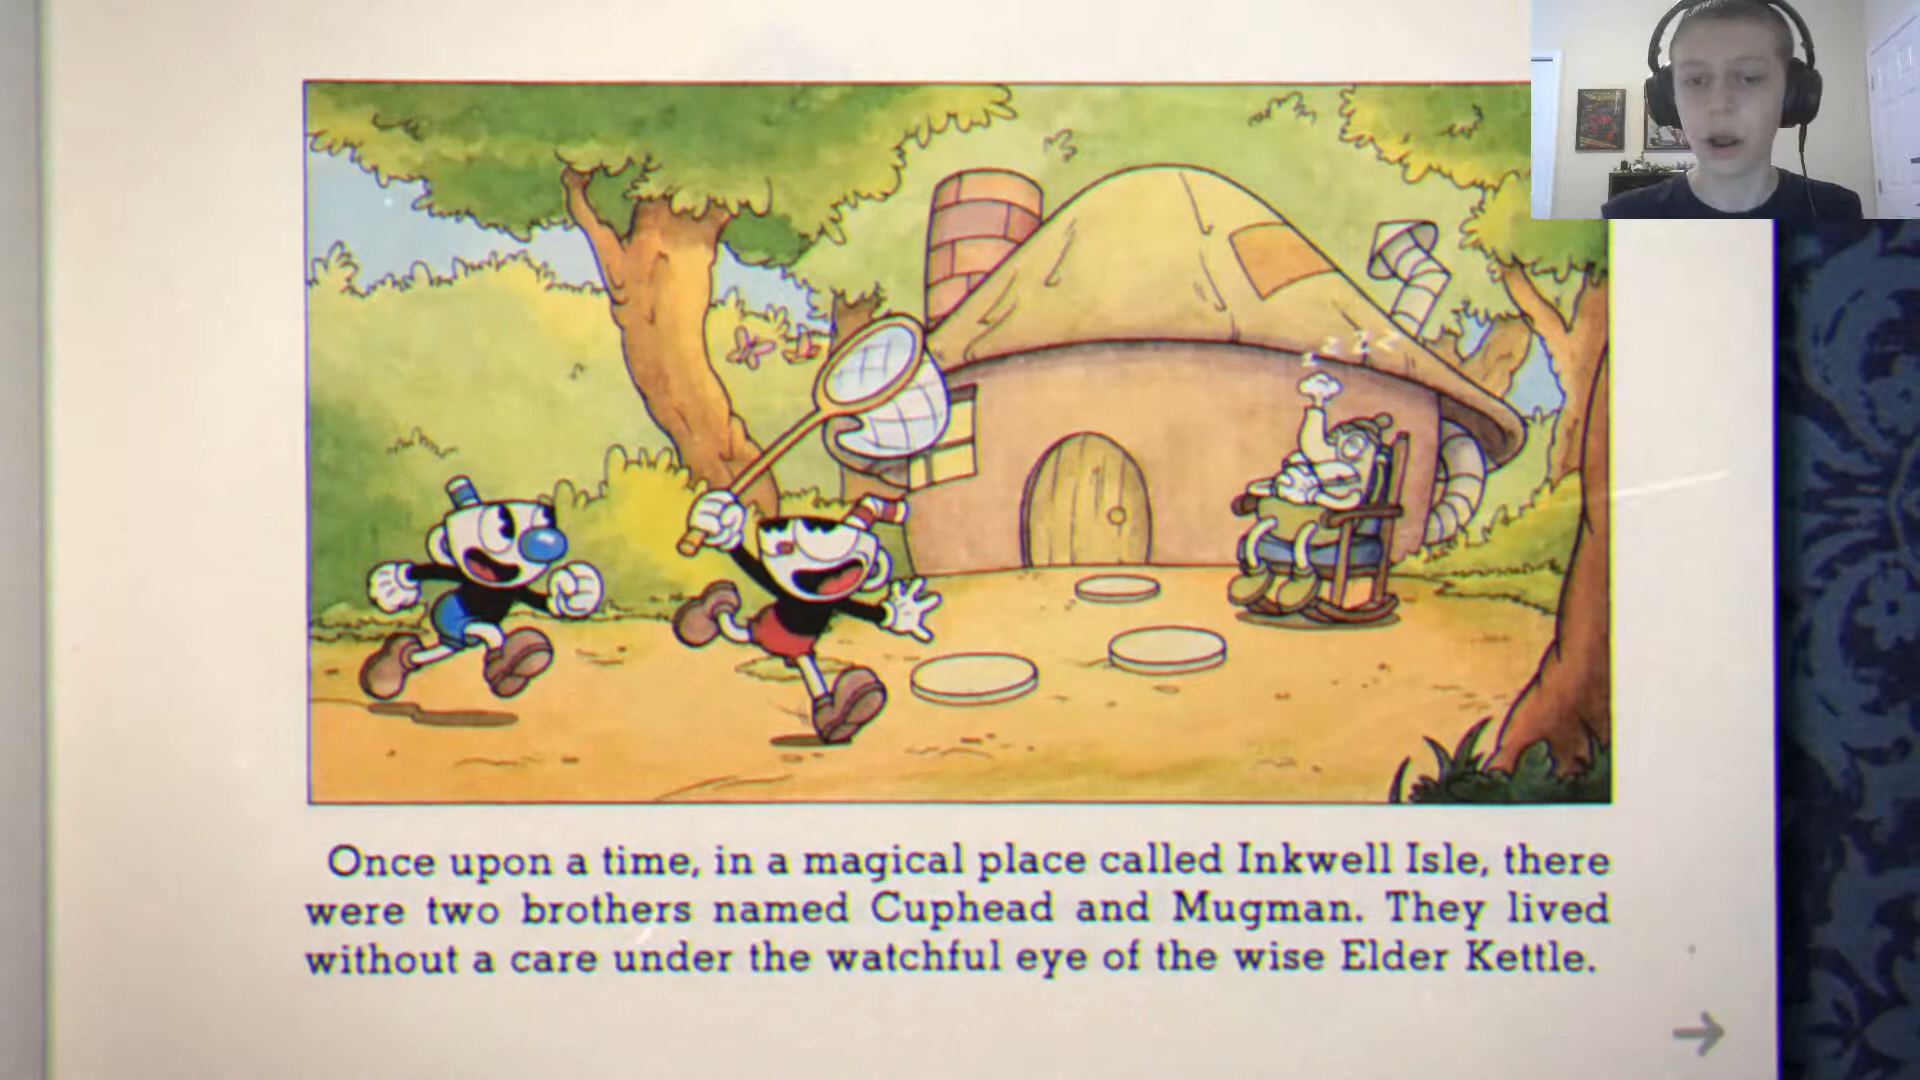 z z z z
Once upon a time, in a magical place called Inkwell Isle, there
were two brothers named Cuphead and Mugman. They lived
without a care under the watchful eye of the wise Elder Kettle.